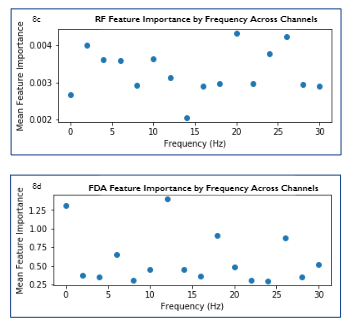 8c
RF Feature Importance by Frequency Across Channels
Mean Feature Importance
0.004
0.003
0.002
0 5 10 15 20 25 30
Frequency (Hz)
8d
FDA Feature Importance by Frequency Across Channels
Mean Feature Importance
1.25
1.00
0.75
0.50
0.25
0 5 10 15 20 25 30
Frequency (Hz)